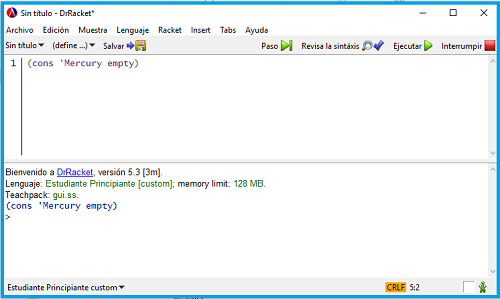 Sin título - DrRacket*
Archivo Edición Muestra Lenguaje Racket Insert Tabs Ayuda
Sin título (define ...) Salvar Paso Revisa la sintáxis Ejecutar Interrumpir
1 (cons 'Mercury empty)
Bienvenido a DrRacket, versión 5.3 [3m].
Lenguaje: Estudiante Principiante [custom]; memory limit: 128 MB.
Teachpack: gui.ss.
(cons 'Mercury empty)
>
Estudiante Principiante custom CRLF 5:2